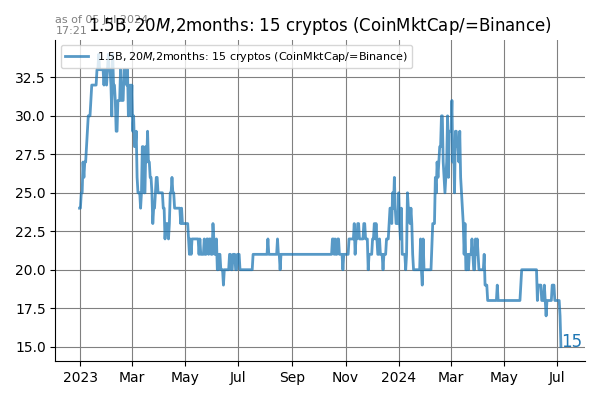 as of 05 Jul 2024
17:21
1.5B, 20M, 2months: 15 cryptos (CoinMktCap/=Binance)
1.5B, 20M, 2months: 15 cryptos (CoinMktCap/=Binance)
32.5
30.0
27.5
25.0
22.5
20.0
17.5
15.0
15
2023 Mar May Jul Sep Nov 2024 Mar May Jul